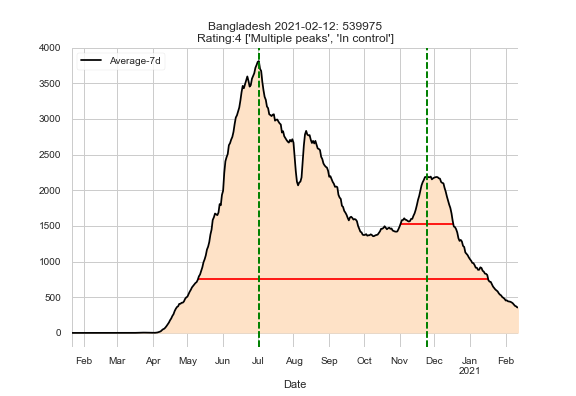 Bangladesh 2021-02-12: 539975
Rating:4 ['Multiple peaks', 'In control']
Average-7d
4000
3500
3000
2500
2000
1500
1000
500
0
Feb Mar Apr May Jun Jul Aug Sep Oct Nov Dec Jan Feb
2021
Date